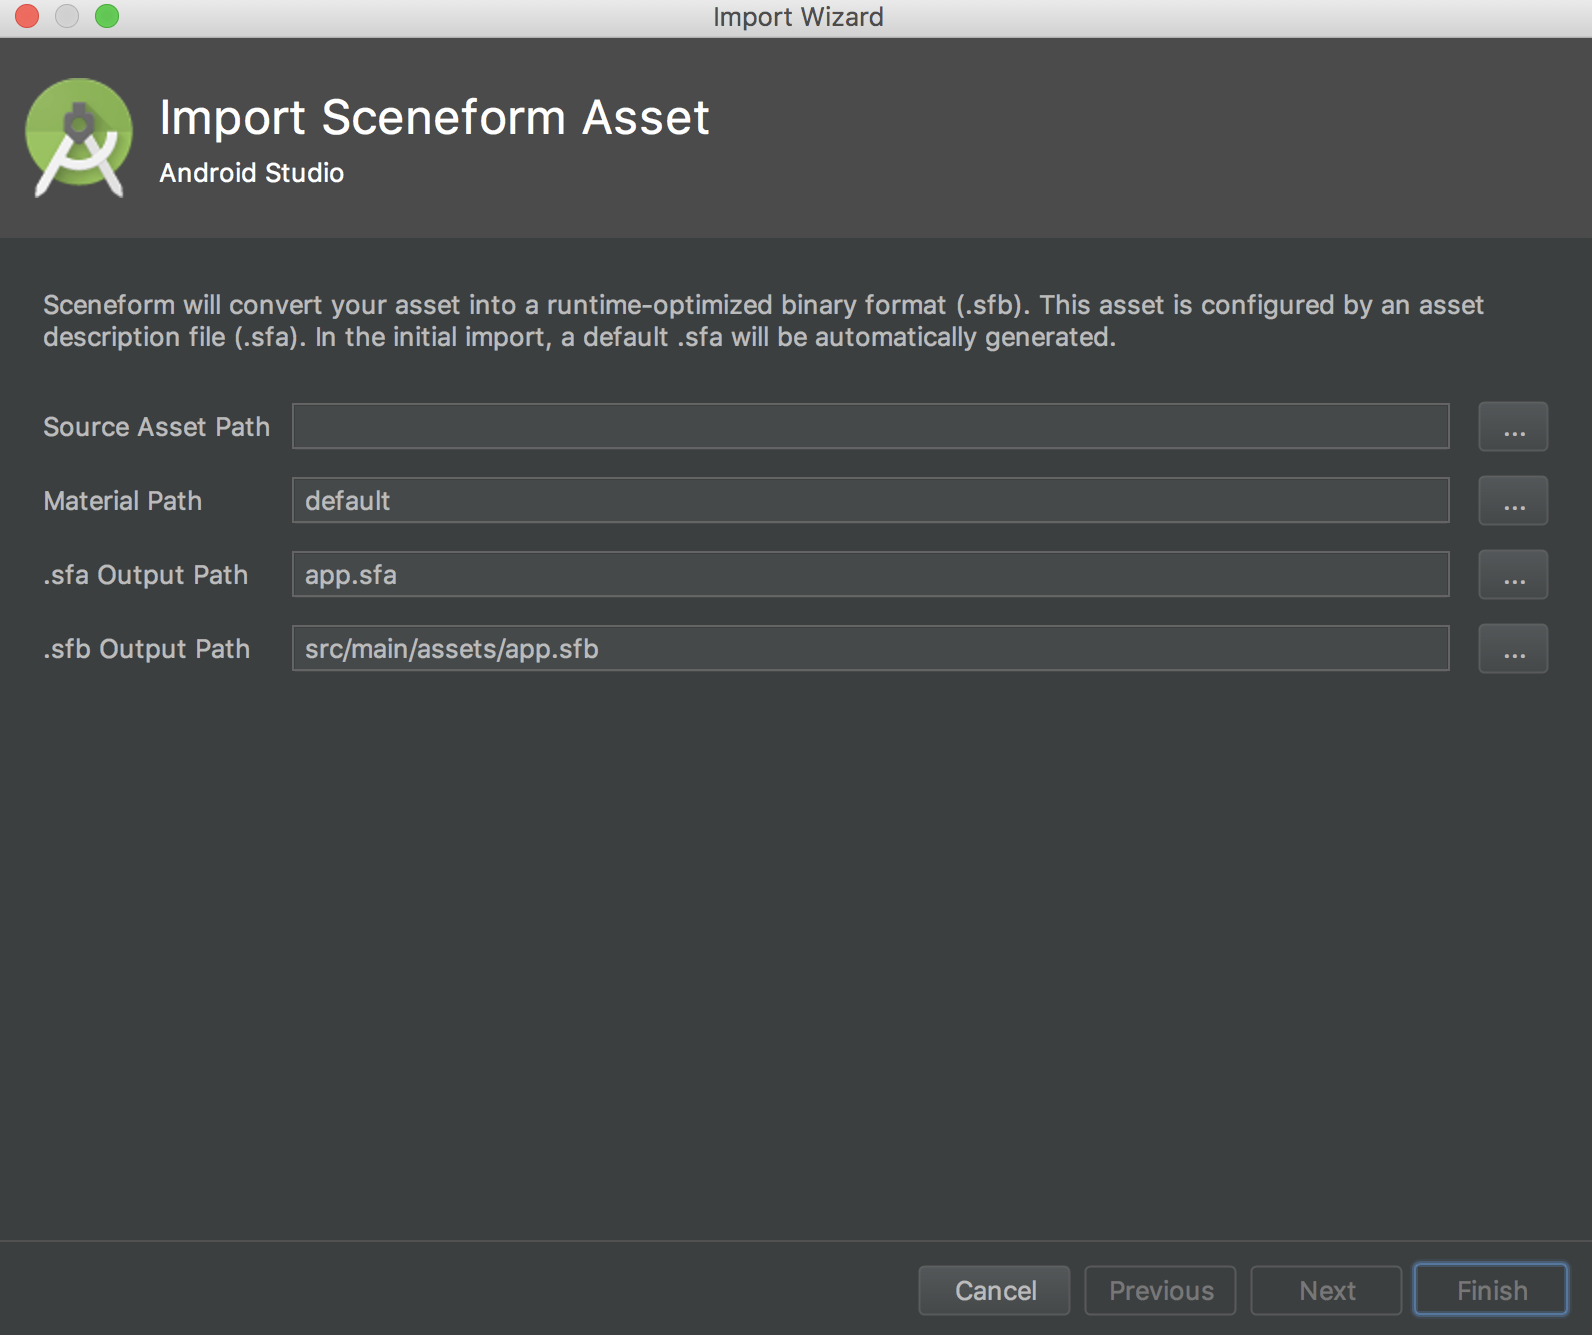 Import Wizard
Import Sceneform Asset
Android Studio
Sceneform will convert your asset into a runtime-optimized binary format (.sfb). This asset is configured by an asset
description file (.sfa). In the initial import, a default .sfa will be automatically generated.
Source Asset Path ...
Material Path default ...
.sfa Output Path app.sfa ...
.sfb Output Path src/main/assets/app.sfb ...
Cancel Previous Next Finish